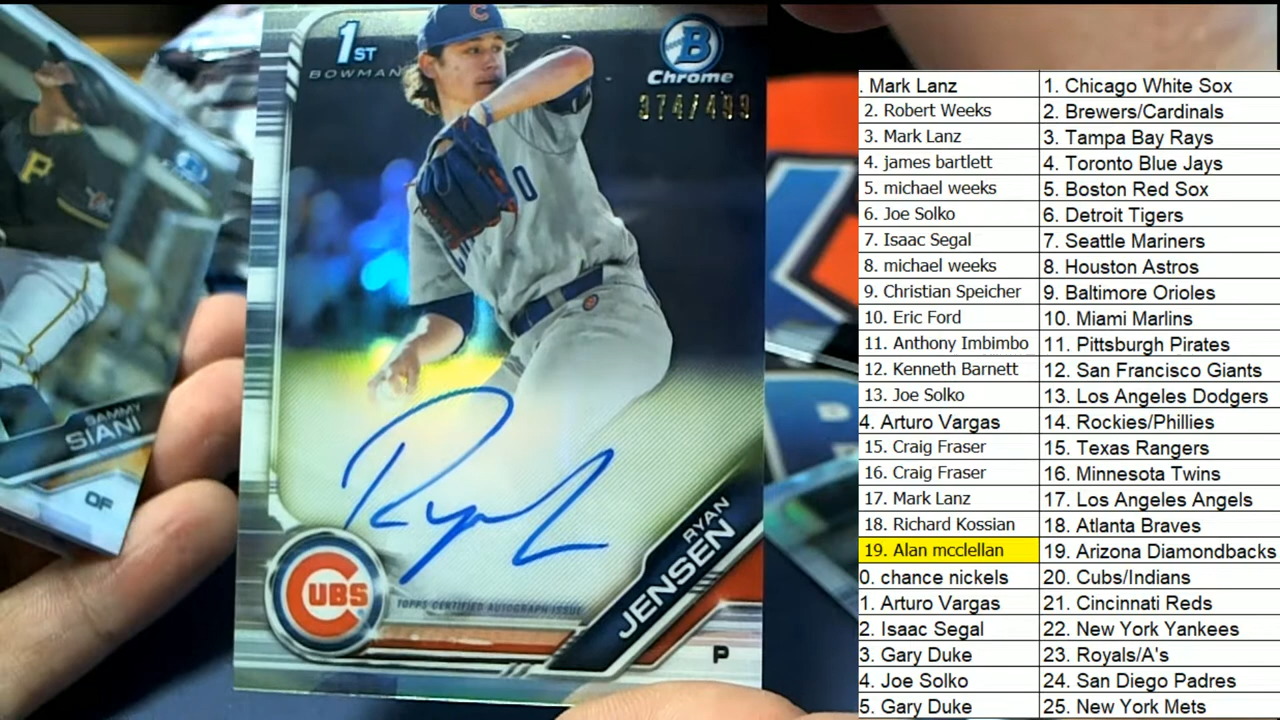 1ST
BOWMAN
B
Chrome
374/499
C
P
SAMMY
SIANI
OF
Ryan
CUBS
TOPPS CERTIFIED AUTOGRAPH ISSUE
RYAN
JENSEN
P
. Mark Lanz 1. Chicago White Sox
2. Robert Weeks 2. Brewers/Cardinals
3. Mark Lanz 3. Tampa Bay Rays
4. james bartlett 4. Toronto Blue Jays
5. michael weeks 5. Boston Red Sox
6. Joe Solko 6. Detroit Tigers
7. Isaac Segal 7. Seattle Mariners
8. michael weeks 8. Houston Astros
9. Christian Speicher 9. Baltimore Orioles
10. Eric Ford 10. Miami Marlins
11. Anthony Imbimbo 11. Pittsburgh Pirates
12. Kenneth Barnett 12. San Francisco Giants
13. Joe Solko 13. Los Angeles Dodgers
4. Arturo Vargas 14. Rockies/Phillies
15. Craig Fraser 15. Texas Rangers
16. Craig Fraser 16. Minnesota Twins
17. Mark Lanz 17. Los Angeles Angels
18. Richard Kossian 18. Atlanta Braves
19. Alan mcclellan 19. Arizona Diamondbacks
0. chance nickels 20. Cubs/Indians
1. Arturo Vargas 21. Cincinnati Reds
2. Isaac Segal 22. New York Yankees
3. Gary Duke 23. Royals/A's
4. Joe Solko 24. San Diego Padres
5. Gary Duke 25. New York Mets